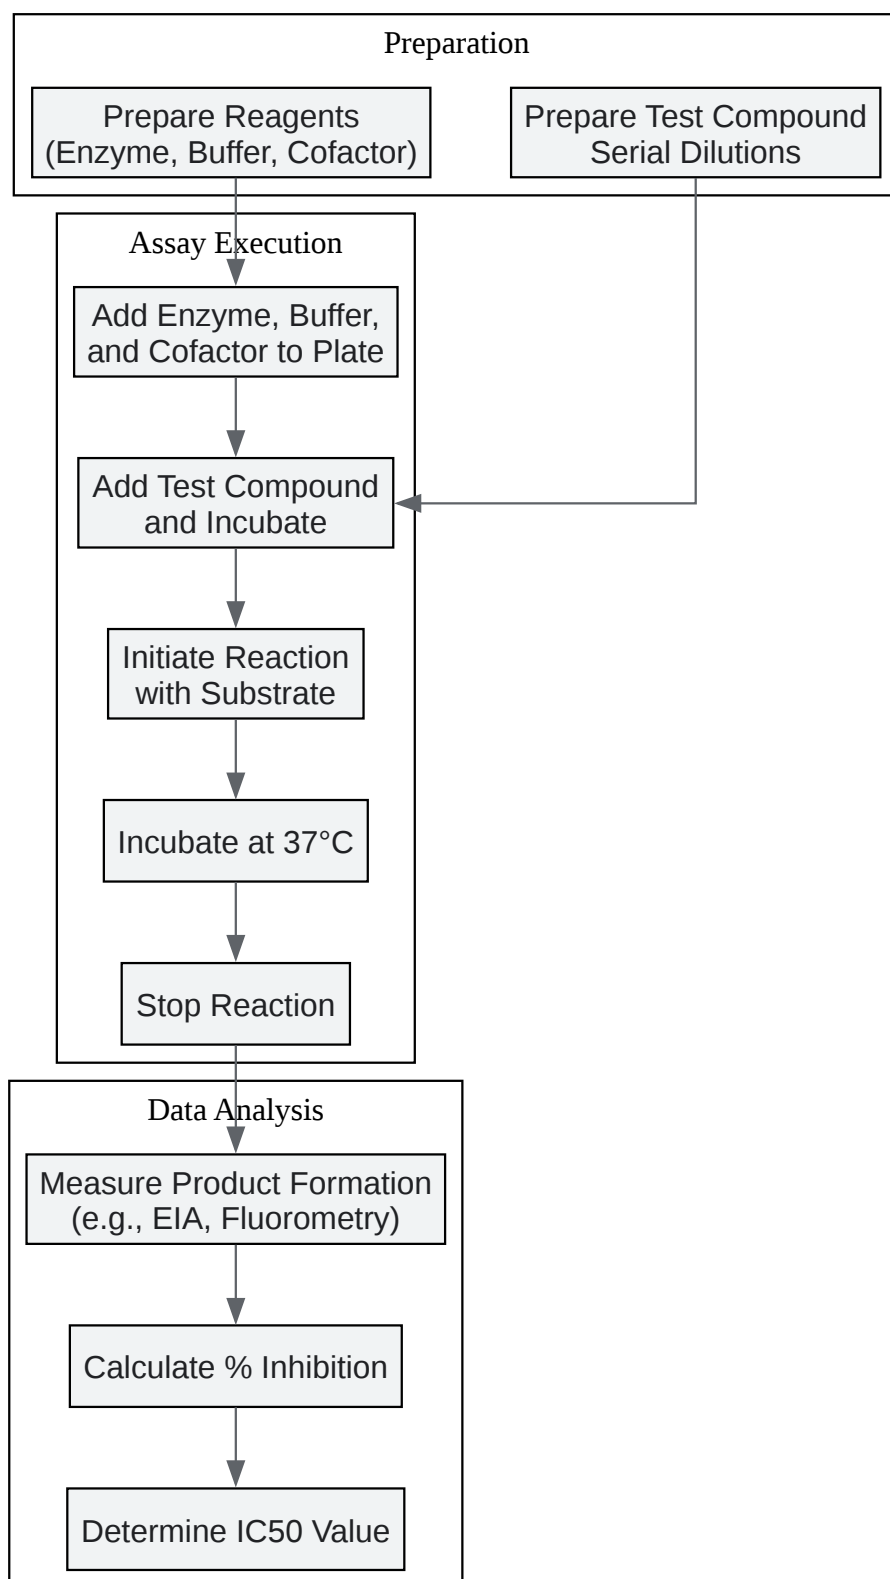 Preparation
Prepare Reagents
(Enzyme, Buffer, Cofactor)
Prepare Test Compound
Serial Dilutions
Assay Execution
Add Enzyme, Buffer,
and Cofactor to Plate
Add Test Compound
and Incubate
Initiate Reaction
with Substrate
Incubate at 37°C
Stop Reaction
Data Analysis
Measure Product Formation
(e.g., EIA, Fluorometry)
Calculate % Inhibition
Determine IC50 Value